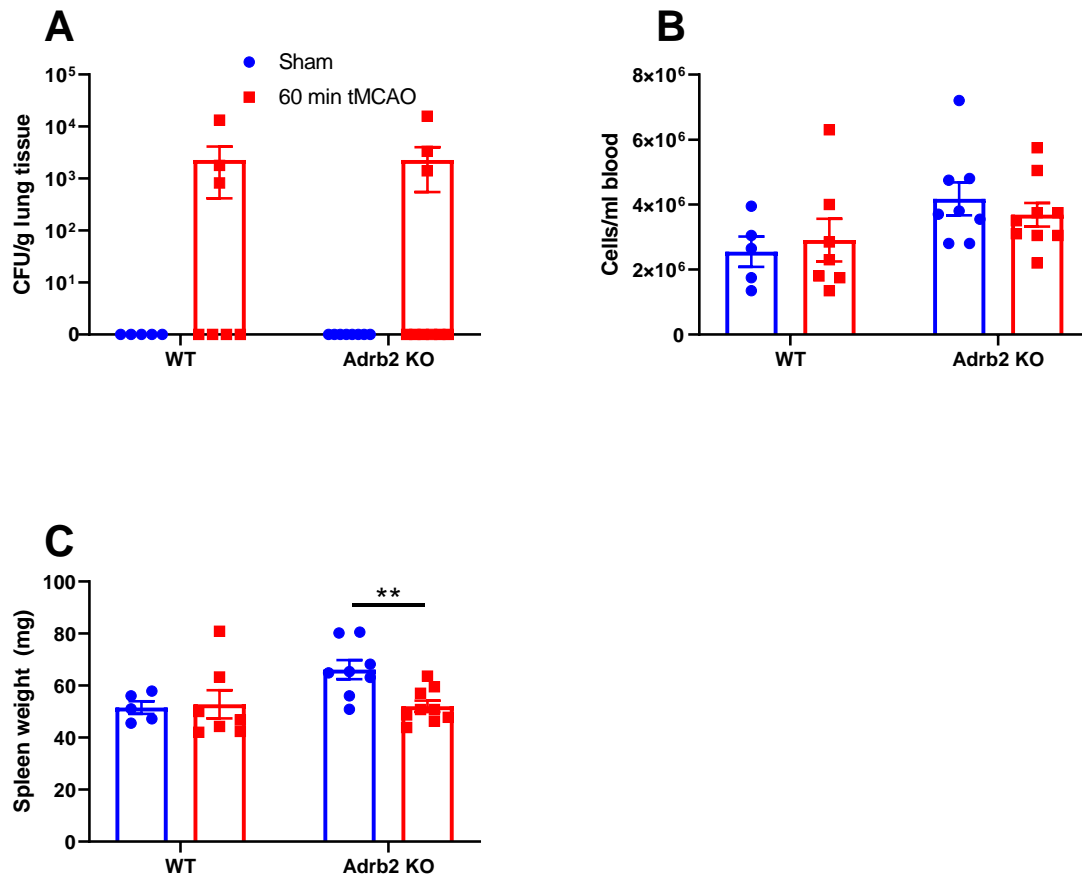 A
Sham
60 min tMCAO
CFU/g lung tissue
10⁵
10⁴
10³
10²
10¹
0
WT
Adrb2 KO
B
Cells/ml blood
8×10⁶
6×10⁶
4×10⁶
2×10⁶
0
WT
Adrb2 KO
C
Spleen weight (mg)
100
80
60
40
20
0
**
WT
Adrb2 KO